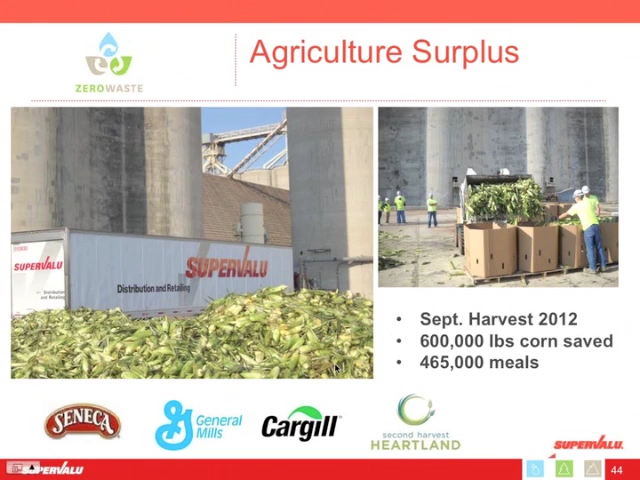 ZEROWASTE
Agriculture Surplus
SUPERVALU
Distribution
and Retailing
SUPERVALU
Distribution and Retailing
• Sept. Harvest 2012
• 600,000 lbs corn saved
• 465,000 meals
SENECA
General
Mills
Cargill
second harvest
HEARTLAND
SUPERVALU.
SUPERVALU
44